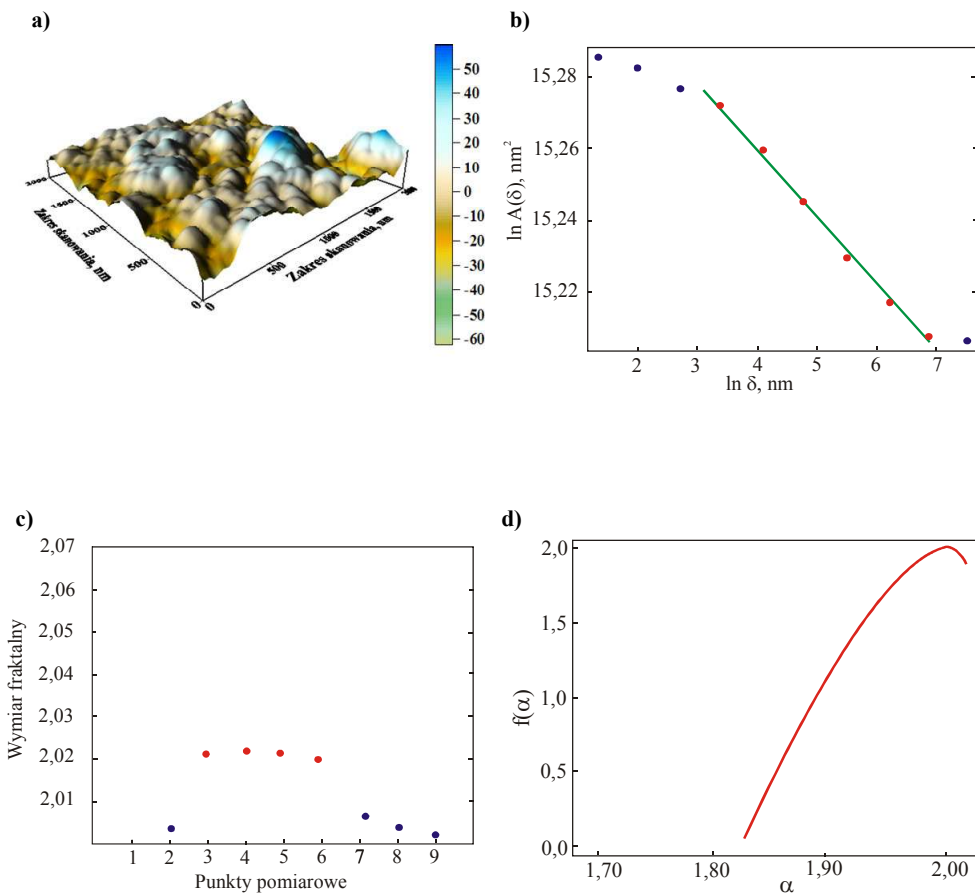 a)
50
40
30
20
10
0
-10
-20
-30
-40
-50
-60
2000
1500
1000
500
0
Zakres skanowania, nm
0
500
1000
1500
Zakres skanowania, nm
b)
15,28
15,26
15,24
15,22
ln A(δ), nm²
2 3 4 5 6 7
ln δ, nm
c)
2,07
2,06
2,05
2,04
2,03
2,02
2,01
Wymiar fraktalny
1 2 3 4 5 6 7 8 9
Punkty pomiarowe
d)
2,0
1,5
1,0
0,5
0,0
f(α)
1,70 1,80 1,90 2,00
α